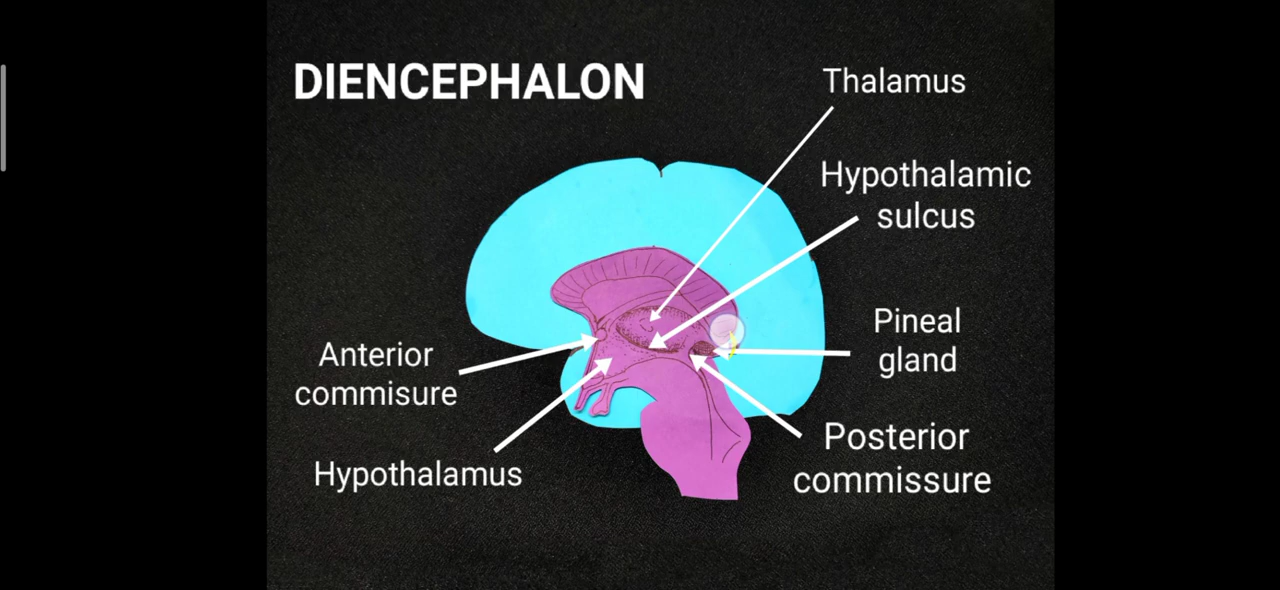 DIENCEPHALON
Thalamus
Hypothalamic
sulcus
Pineal
gland
Anterior
commisure
Hypothalamus
Posterior
commissure